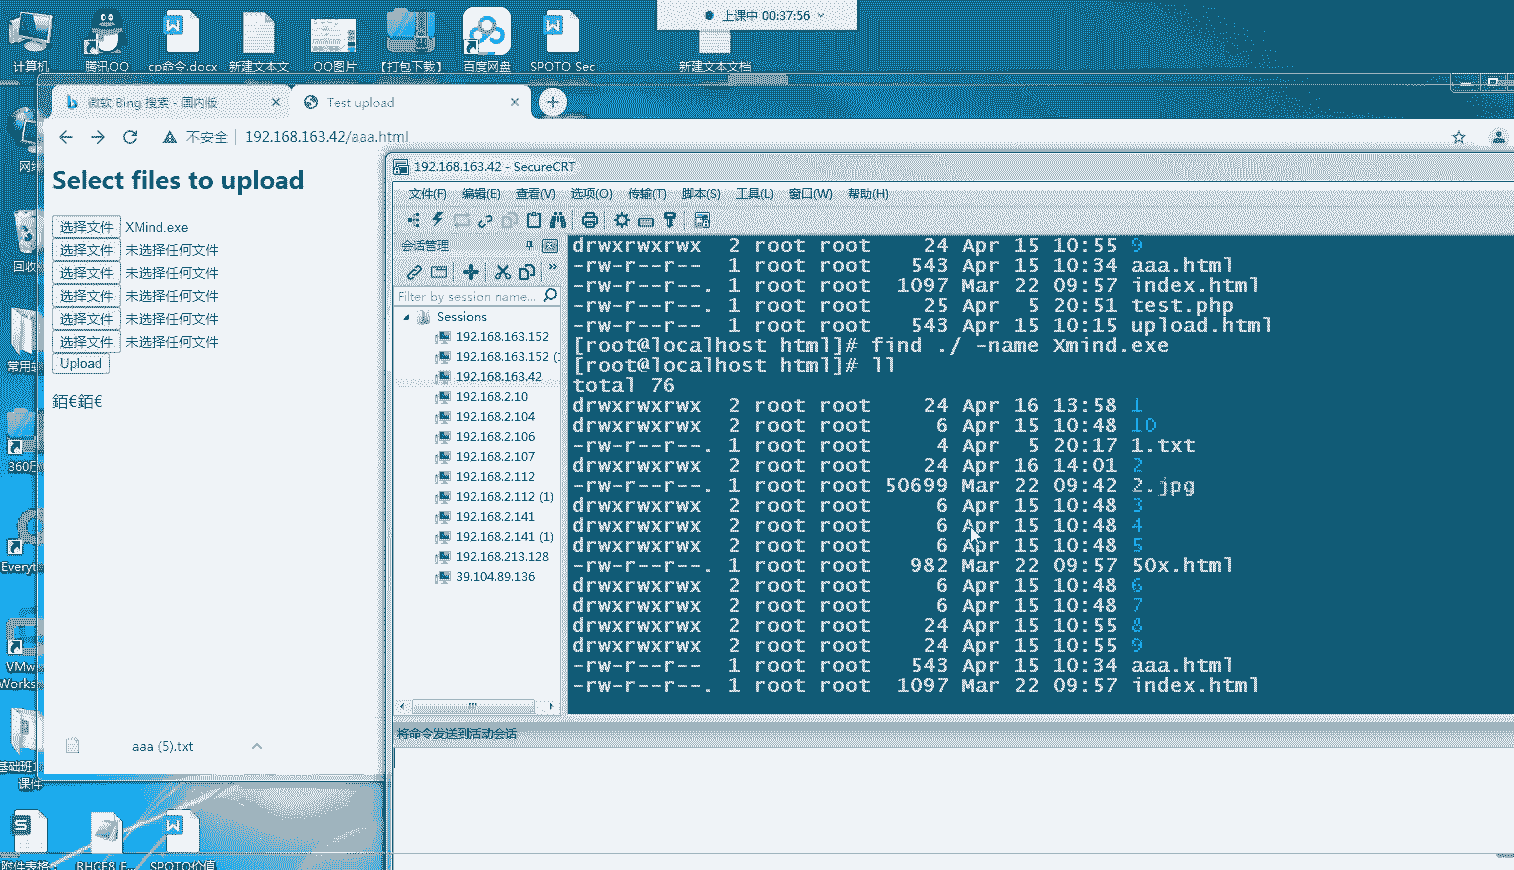 上课中 00:37:56
计算机
腾讯QQ
cp命令.docx
新建文本文
QQ图片
【打包下载】
百度网盘
SPOTO Sec
新建文本文档
微软 Bing 搜索 - 国内版
Test upload
不安全
192.168.163.42/aaa.html
Select files to upload
选择文件 XMind.exe
选择文件 未选择任何文件
选择文件 未选择任何文件
选择文件 未选择任何文件
选择文件 未选择任何文件
选择文件 未选择任何文件
Upload
aaa (5).txt
192.168.163.42 - SecureCRT
文件(F) 编辑(E) 查看(V) 选项(O) 传输(T) 脚本(S) 工具(L) 窗口(W) 帮助(H)
会话管理
Filter by session name...
Sessions
192.168.163.152
192.168.163.152 (
192.168.163.42
192.168.2.10
192.168.2.104
192.168.2.106
192.168.2.107
192.168.2.112
192.168.2.112 (1)
192.168.2.141
192.168.2.141 (1)
192.168.213.128
39.104.89.136
drwxrwxrwx 2 root root 24 Apr 15 10:55 9
-rw-r--r-- 1 root root 543 Apr 15 10:34 aaa.html
-rw-r--r--. 1 root root 1097 Mar 22 09:57 index.html
-rw-r--r--. 1 root root 25 Apr 5 20:51 test.php
-rw-r--r-- 1 root root 543 Apr 15 10:15 upload.html
[root@localhost html]# find ./ -name Xmind.exe
[root@localhost html]# ll
total 76
drwxrwxrwx 2 root root 24 Apr 16 13:58 1
drwxrwxrwx 2 root root 6 Apr 15 10:48 10
-rw-r--r--. 1 root root 4 Apr 5 20:17 1.txt
drwxrwxrwx 2 root root 24 Apr 16 14:01 2
-rw-r--r--. 1 root root 50699 Mar 22 09:42 2.jpg
drwxrwxrwx 2 root root 6 Apr 15 10:48 3
drwxrwxrwx 2 root root 6 Apr 15 10:48 4
drwxrwxrwx 2 root root 6 Apr 15 10:48 5
-rw-r--r--. 1 root root 982 Mar 22 09:57 50x.html
drwxrwxrwx 2 root root 6 Apr 15 10:48 6
drwxrwxrwx 2 root root 6 Apr 15 10:48 7
drwxrwxrwx 2 root root 24 Apr 15 10:55 8
drwxrwxrwx 2 root root 24 Apr 15 10:55 9
-rw-r--r-- 1 root root 543 Apr 15 10:34 aaa.html
-rw-r--r--. 1 root root 1097 Mar 22 09:57 index.html
将命令发送到活动会话
回收
360
Everyt
VMw
Works
基础班
课件
附件表格
SPOTO价值